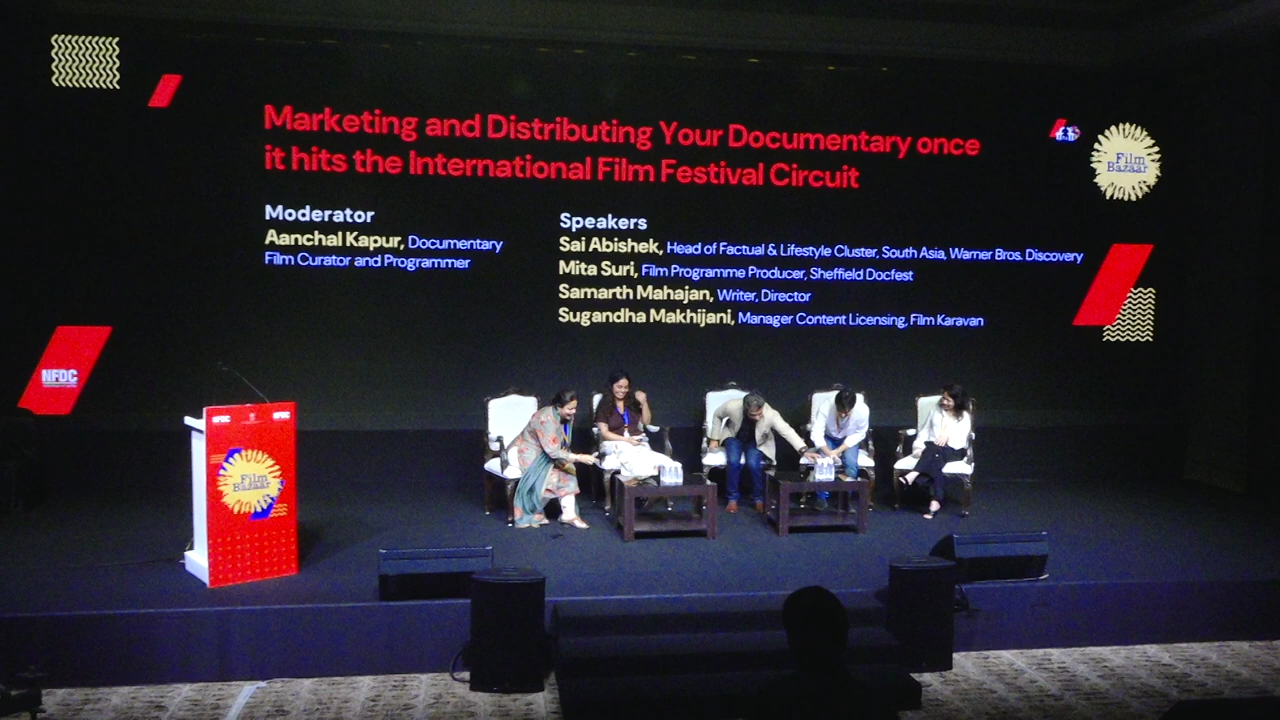 Marketing and Distributing Your Documentary once
it hits the International Film Festival Circuit
Moderator
Aanchal Kapur, Documentary
Film Curator and Programmer
Speakers
Sai Abishek, Head of Factual & Lifestyle Cluster, South Asia, Warner Bros. Discovery
Mita Suri, Film Programme Producer, Sheffield Docfest
Samarth Mahajan, Writer, Director
Sugandha Makhijani, Manager Content Licensing, Film Karavan
Film
Bazaar
NFDC
NFDC
NFDC
Film
Bazaar